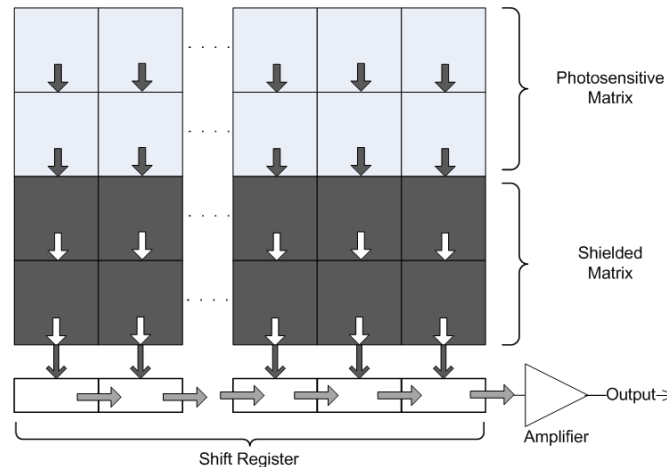 Photosensitive
Matrix
Shielded
Matrix
Output
Amplifier
Shift Register